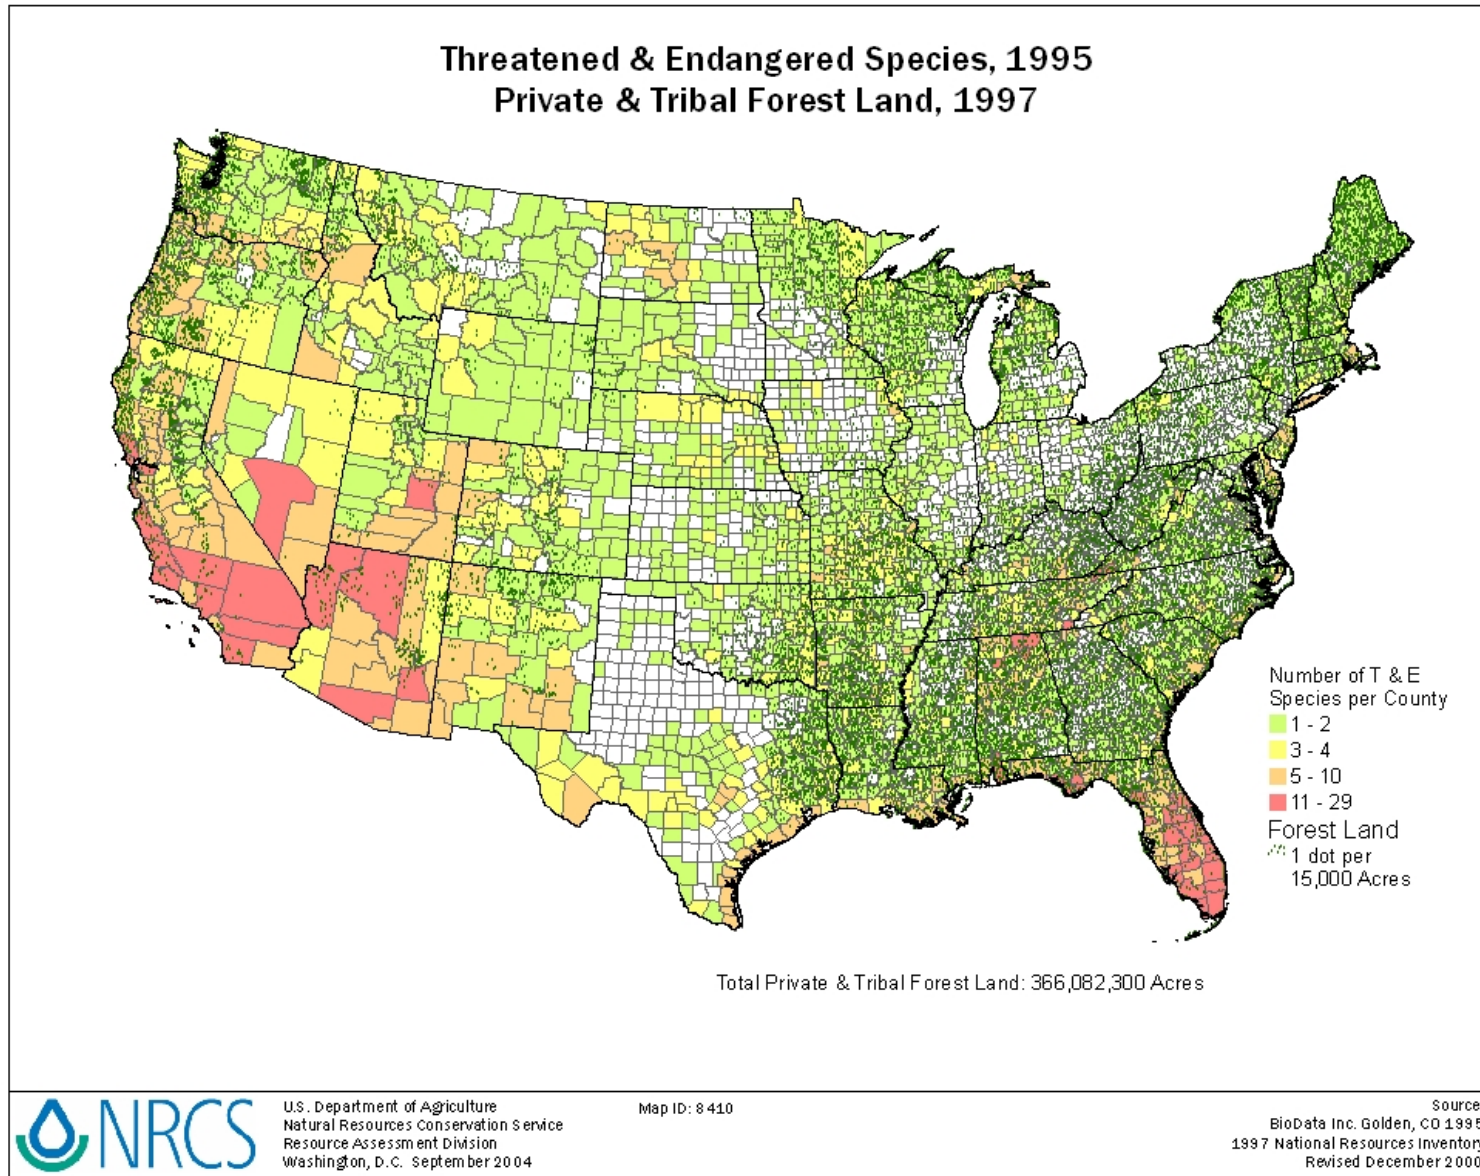 Threatened & Endangered Species, 1995
Private & Tribal Forest Land, 1997
Number of T & E
Species per County
1 - 2
3 - 4
5 - 10
11 - 29
Forest Land
1 dot per
15,000 Acres
Total Private & Tribal Forest Land: 366,082,300 Acres
NRCS
U.S. Department of Agriculture
Natural Resources Conservation Service
Resource Assessment Division
Washington, D.C. September 2004
Map ID: 8410
Source
BioData Inc. Golden, CO 1995
1997 National Resources Inventory
Revised December 2000